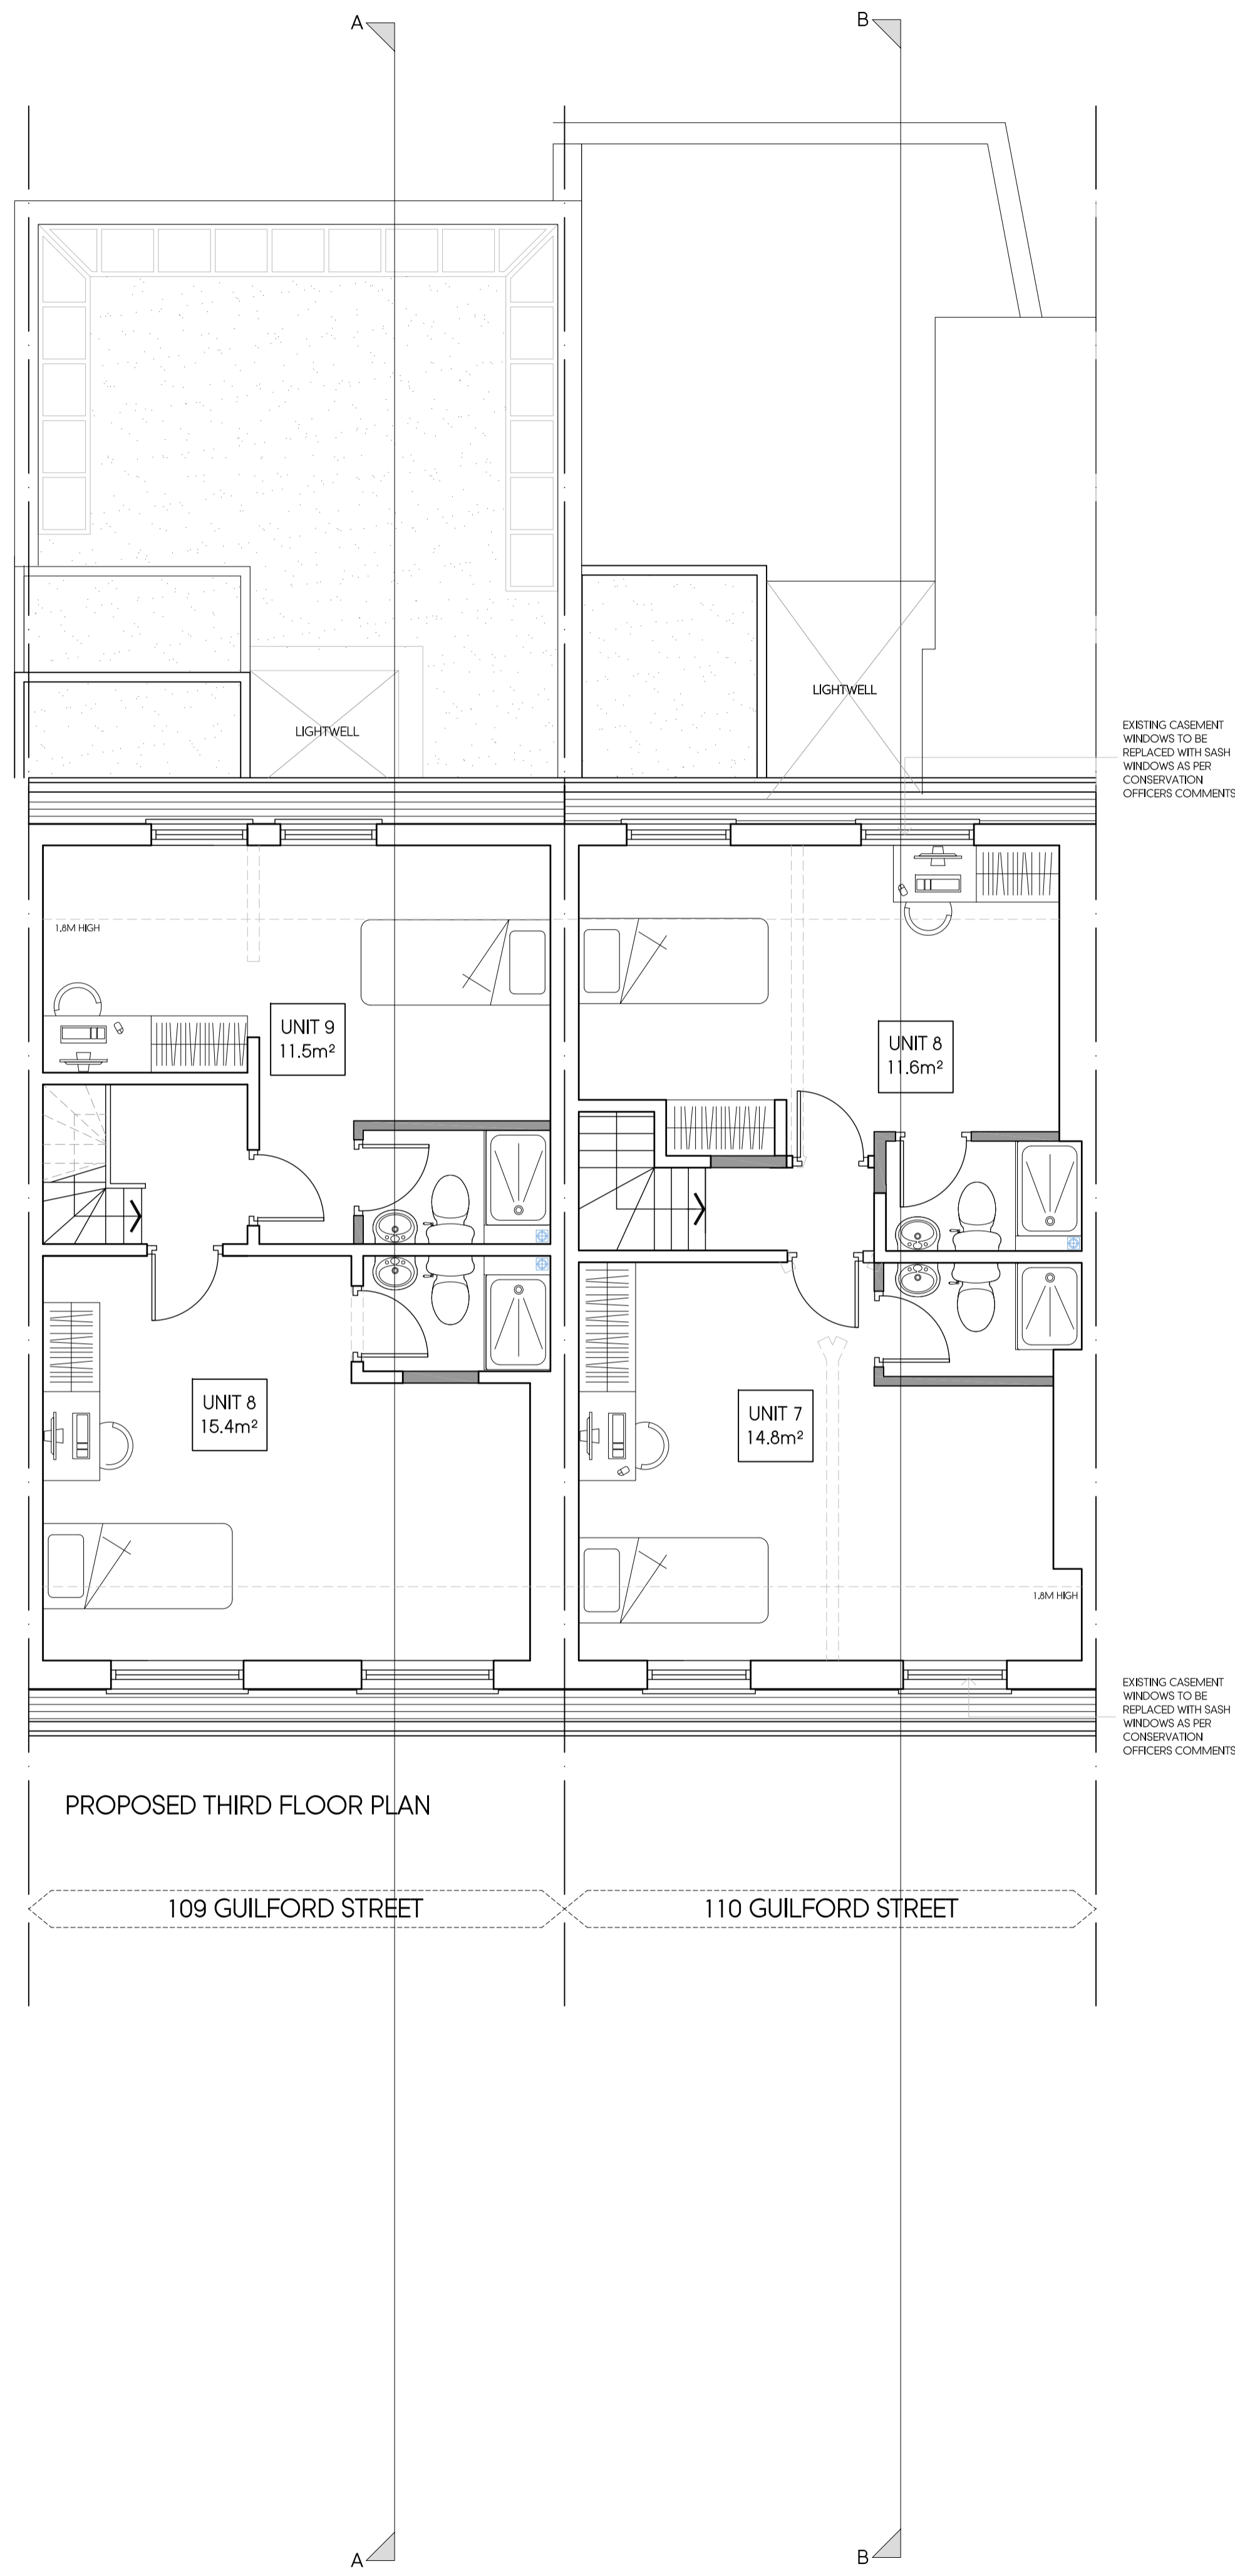 A
B
LIGHTWELL
LIGHTWELL
EXISTING CASEMENT
WINDOWS TO BE
REPLACED WITH SASH
WINDOWS AS PER
CONSERVATION
OFFICERS COMMENTS
1.8M HIGH
UNIT 9
11.5m²
UNIT 8
11.6m²
UNIT 8
15.4m²
UNIT 7
14.8m²
1.8M HIGH
EXISTING CASEMENT
WINDOWS TO BE
REPLACED WITH SASH
WINDOWS AS PER
CONSERVATION
OFFICERS COMMENTS
PROPOSED THIRD FLOOR PLAN
109 GUILFORD STREET
110 GUILFORD STREET
A
B